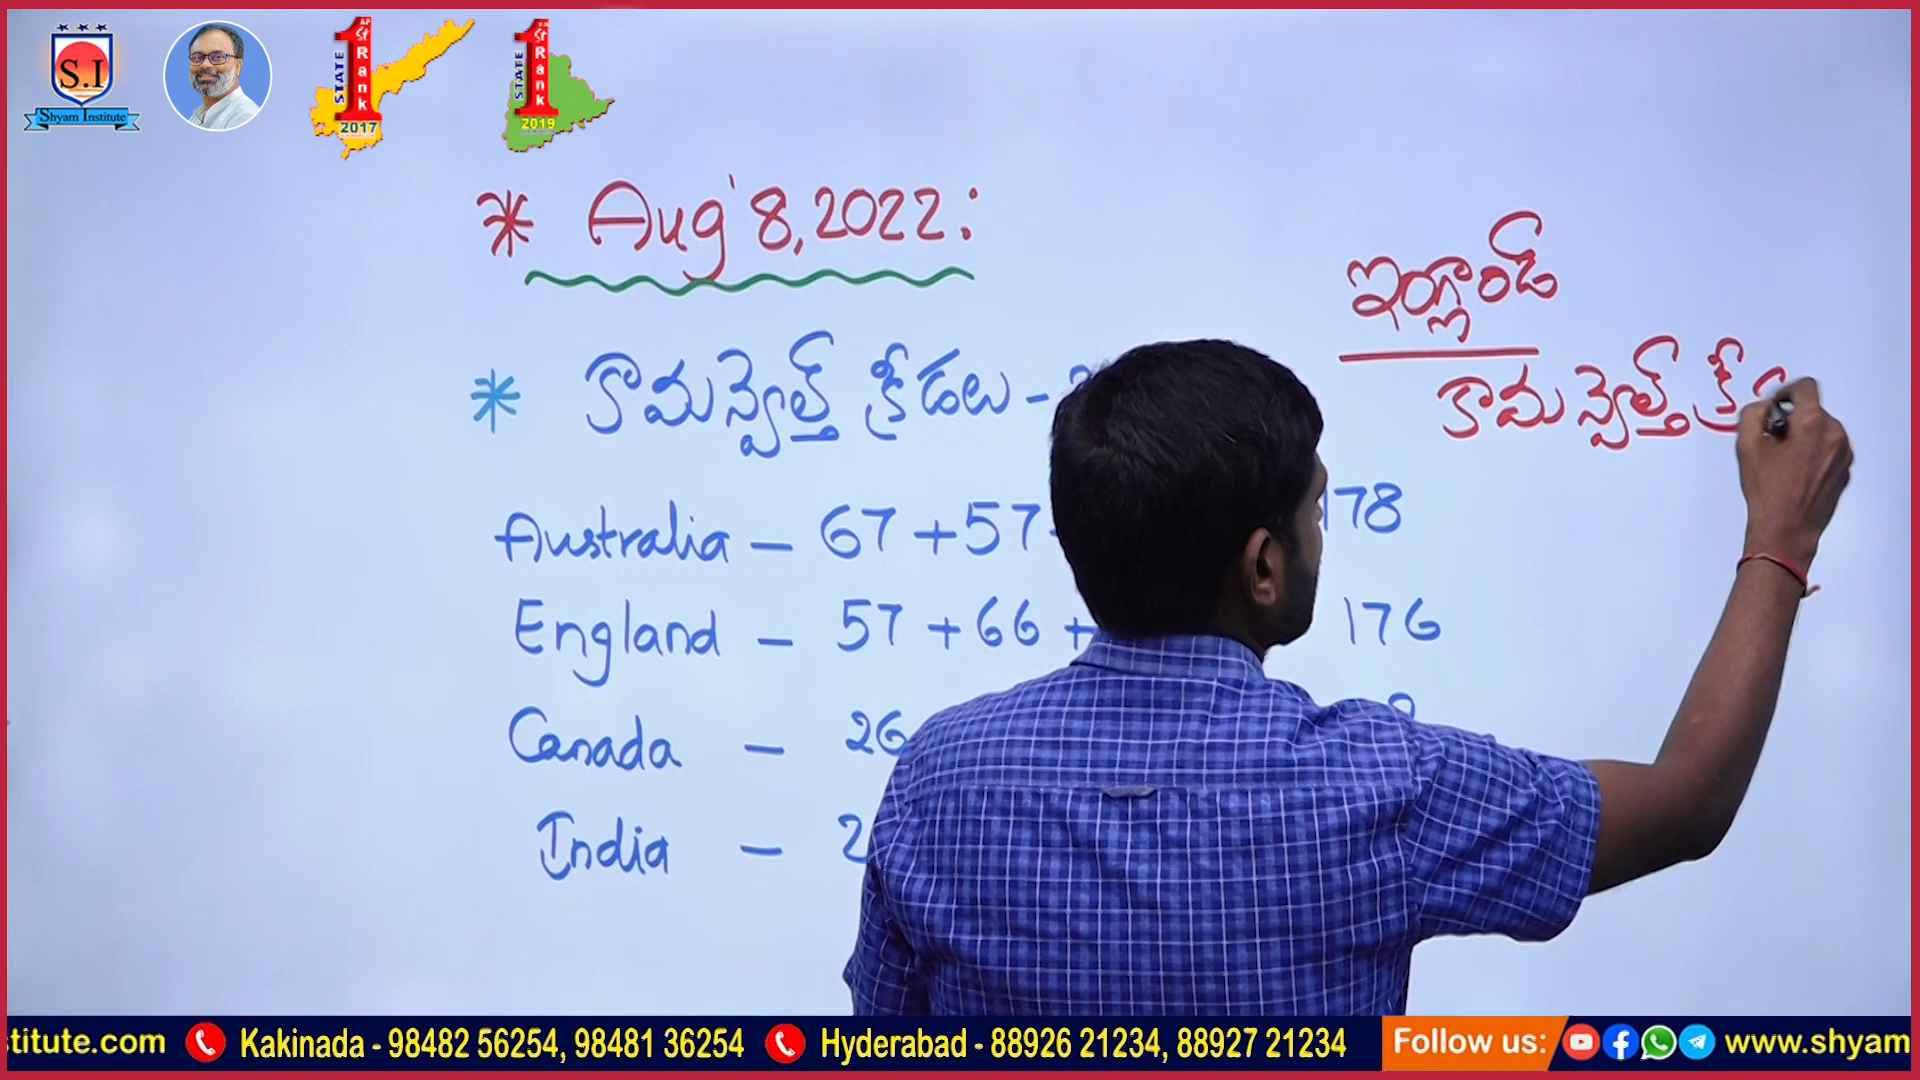 S.I
Shyam Institute
STATE 1st Rank 2017
STATE 1st Rank 2019
* Aug' 8, 2022:
ఇంగ్లాండ్
కామన్వెల్త్ క్రీ
* కామన్వెల్త్ క్రీడలు -
Australia - 67 + 57 178
England - 57 + 66 + 176
Canada - 26
India - 2
titute.com Kakinada - 98482 56254, 98481 36254 Hyderabad - 88926 21234, 88927 21234 Follow us: www.shyam